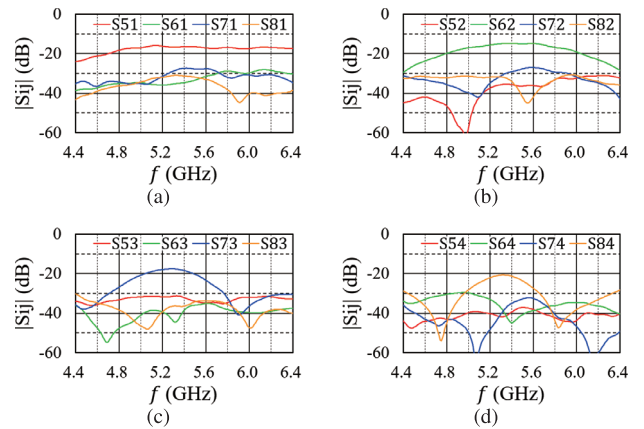 S51 S61 S71 S81
0
-20
-40
-60
|Sij| (dB)
4.4 4.8 5.2 5.6 6.0 6.4
f (GHz)
(a)
S52 S62 S72 S82
0
-20
-40
-60
|Sij| (dB)
4.4 4.8 5.2 5.6 6.0 6.4
f (GHz)
(b)
S53 S63 S73 S83
0
-20
-40
-60
|Sij| (dB)
4.4 4.8 5.2 5.6 6.0 6.4
f (GHz)
(c)
S54 S64 S74 S84
0
-20
-40
-60
|Sij| (dB)
4.4 4.8 5.2 5.6 6.0 6.4
f (GHz)
(d)